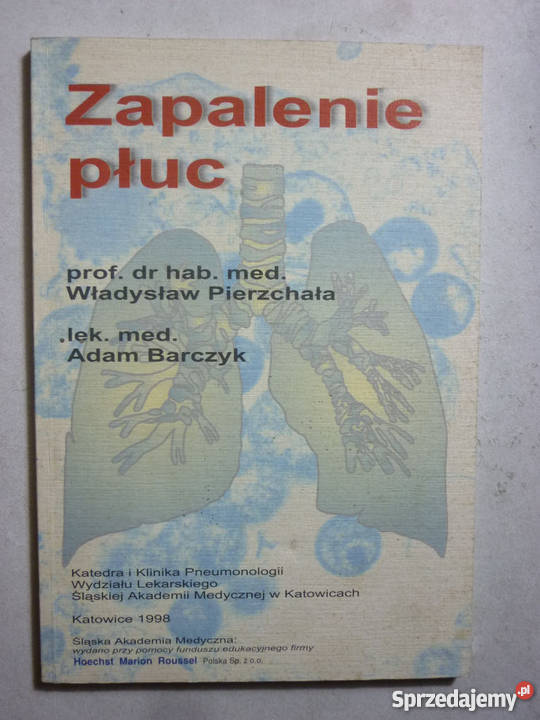 Zapalenie
płuc
prof. dr hab. med.
Władysław Pierzchała
lek. med.
Adam Barczyk
Katedra i Klinika Pneumonologii
Wydziału Lekarskiego
Śląskiej Akademii Medycznej w Katowicach
Katowice 1998
Śląska Akademia Medyczna:
wydano przy pomocy funduszu edukacyjnego firmy
Hoechst Marion Roussel Polska Sp. z o.o.
Sprzedajemy.pl